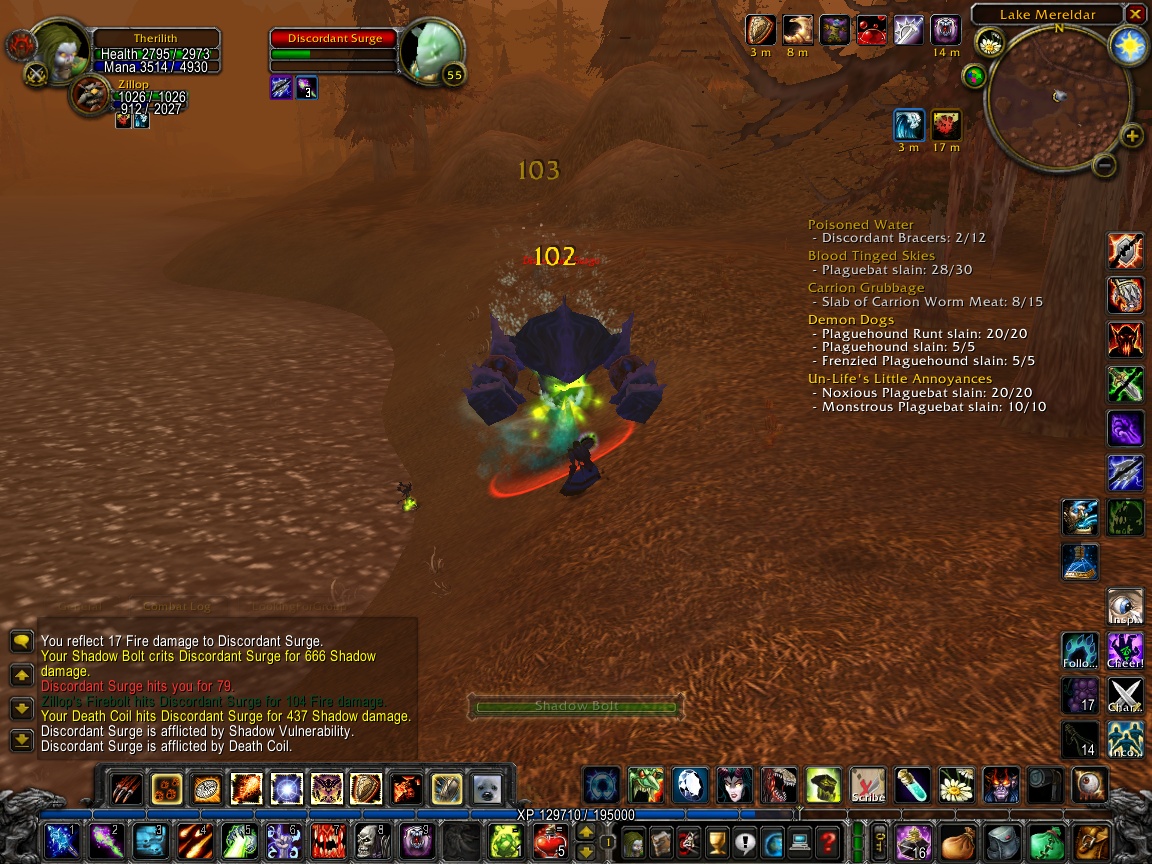 Therilith
Health 2795 / 2973
Mana 3514 / 4930
Zillop
1026 / 1026
912 / 2027
Discordant Surge
55
3
3 m
8 m
14 m
Lake Mereldar
N
3 m
17 m
103
102
Poisoned Water
- Discordant Bracers: 2/12
Blood Tinged Skies
- Plaguebat slain: 28/30
Carrion Grubbage
- Slab of Carrion Worm Meat: 8/15
Demon Dogs
- Plaguehound Runt slain: 20/20
- Plaguehound slain: 5/5
- Frenzied Plaguehound slain: 5/5
Un-Life's Little Annoyances
- Noxious Plaguebat slain: 20/20
- Monstrous Plaguebat slain: 10/10
Combat Log
You reflect 17 Fire damage to Discordant Surge.
Your Shadow Bolt crits Discordant Surge for 666 Shadow
damage.
Discordant Surge hits you for 79.
Zillop's Firebolt hits Discordant Surge for 104 Fire damage.
Your Death Coil hits Discordant Surge for 437 Shadow damage.
Discordant Surge is afflicted by Shadow Vulnerability.
Discordant Surge is afflicted by Death Coil.
Shadow Bolt
Insp...
Follo...
Cheer!
17
Char...
14
Inco...
Scribe
XP 129710 / 195000
1
2
3
4
5
6
7
8
9
=
5
1
16